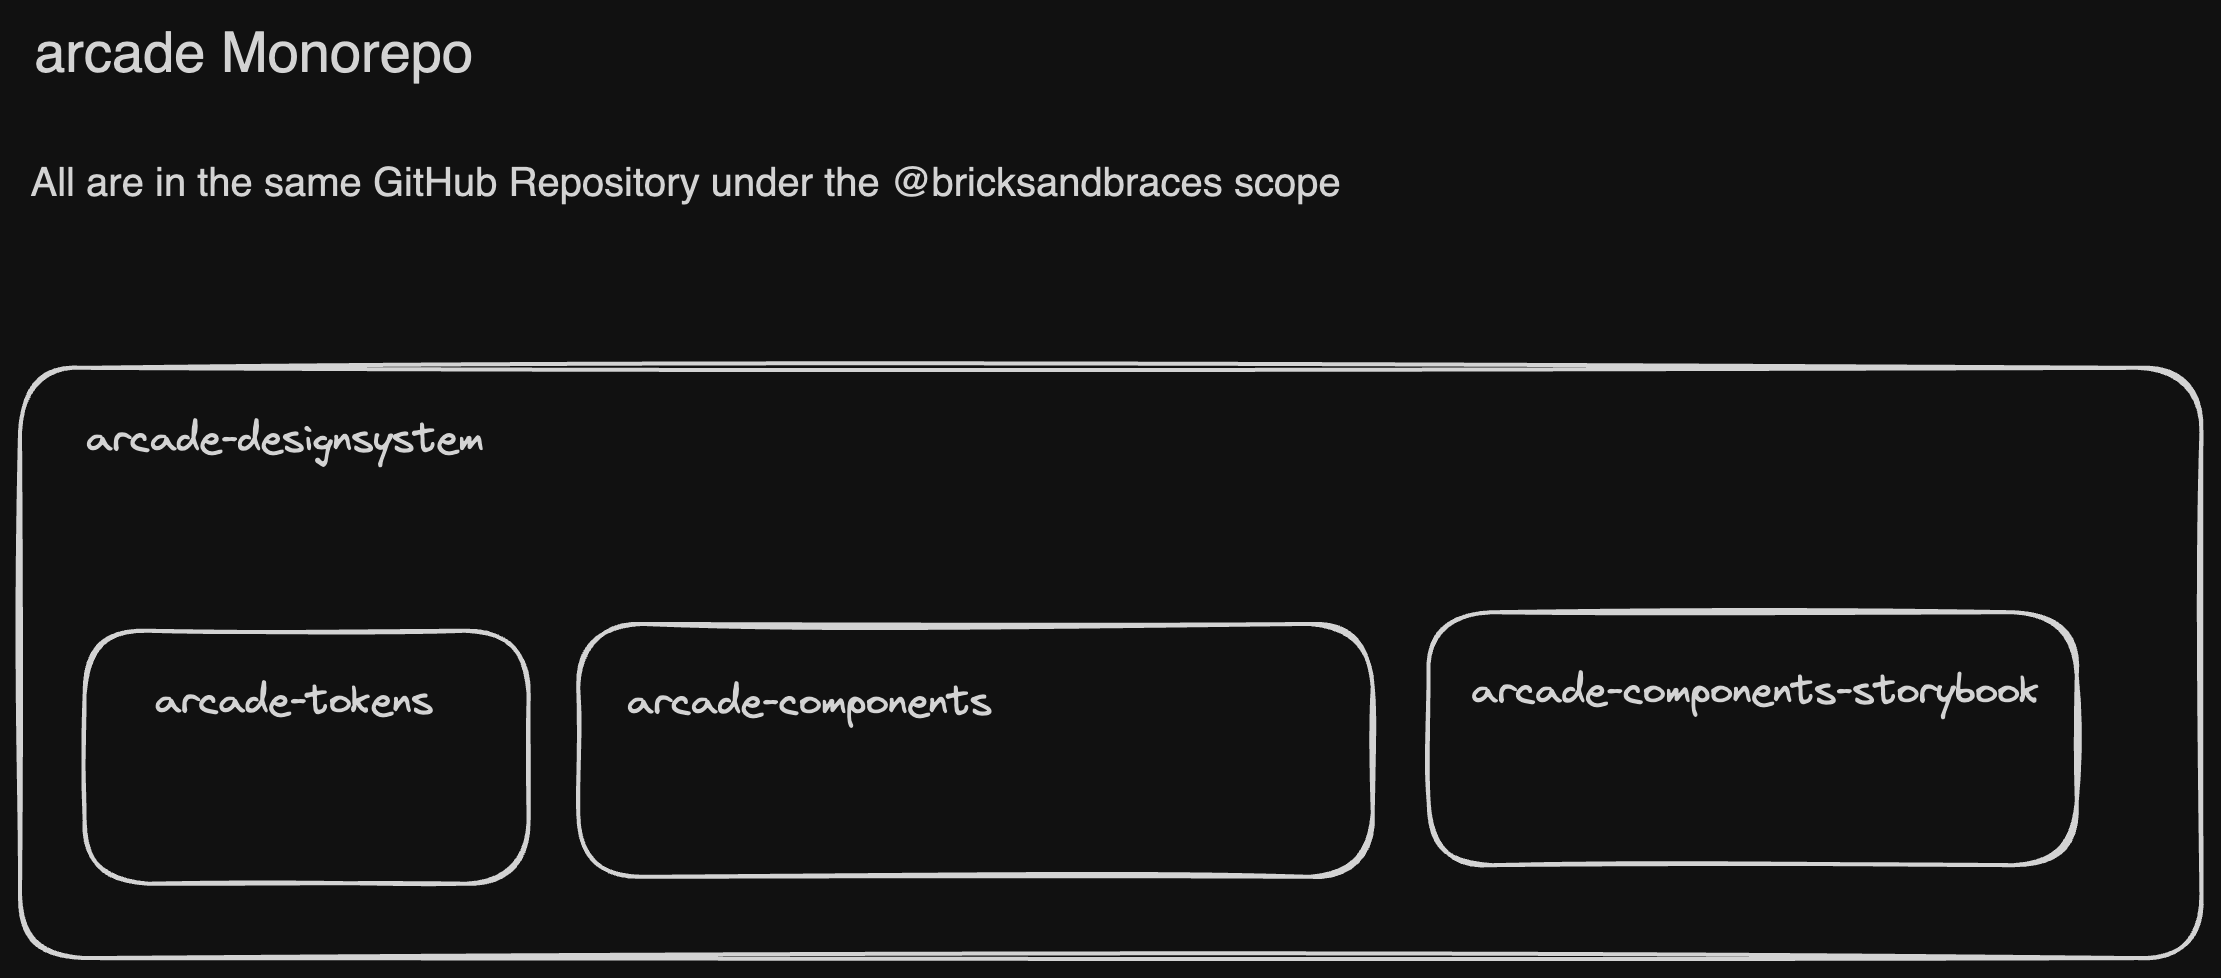 arcade Monorepo
All are in the same GitHub Repository under the @bricksandbraces scope
arcade-designsystem
arcade-tokens
arcade-components
arcade-components-storybook